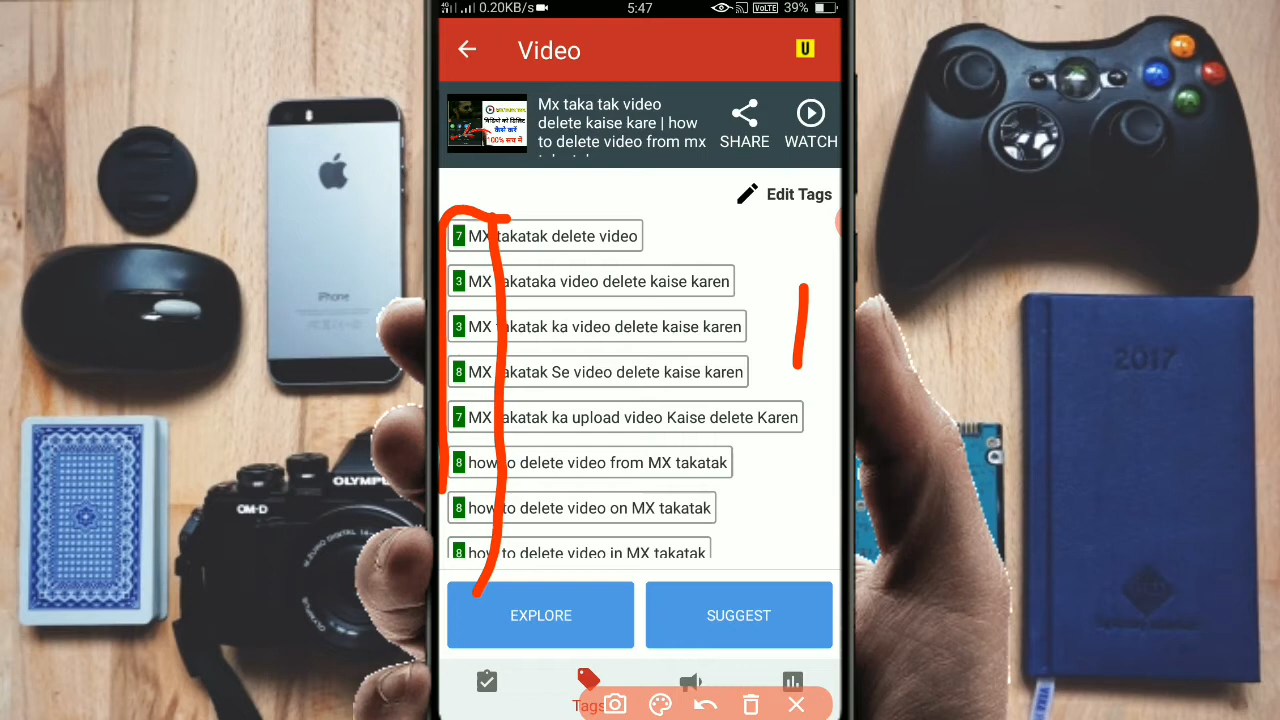 0.20KB/s
5:47
VoLTE
39%
Video
U
Mx taka tak video
delete kaise kare | how
to delete video from mx
SHARE
WATCH
100% सच में
Edit Tags
7 MX takatak delete video
3 MX takataka video delete kaise karen
3 MX takatak ka video delete kaise karen
8 MX takatak Se video delete kaise karen
7 MX takatak ka upload video Kaise delete Karen
8 how to delete video from MX takatak
8 how to delete video on MX takatak
8 how to delete video in MX takatak
EXPLORE
SUGGEST
Tags
iPhone
OLYMPUS
OM-D
2017